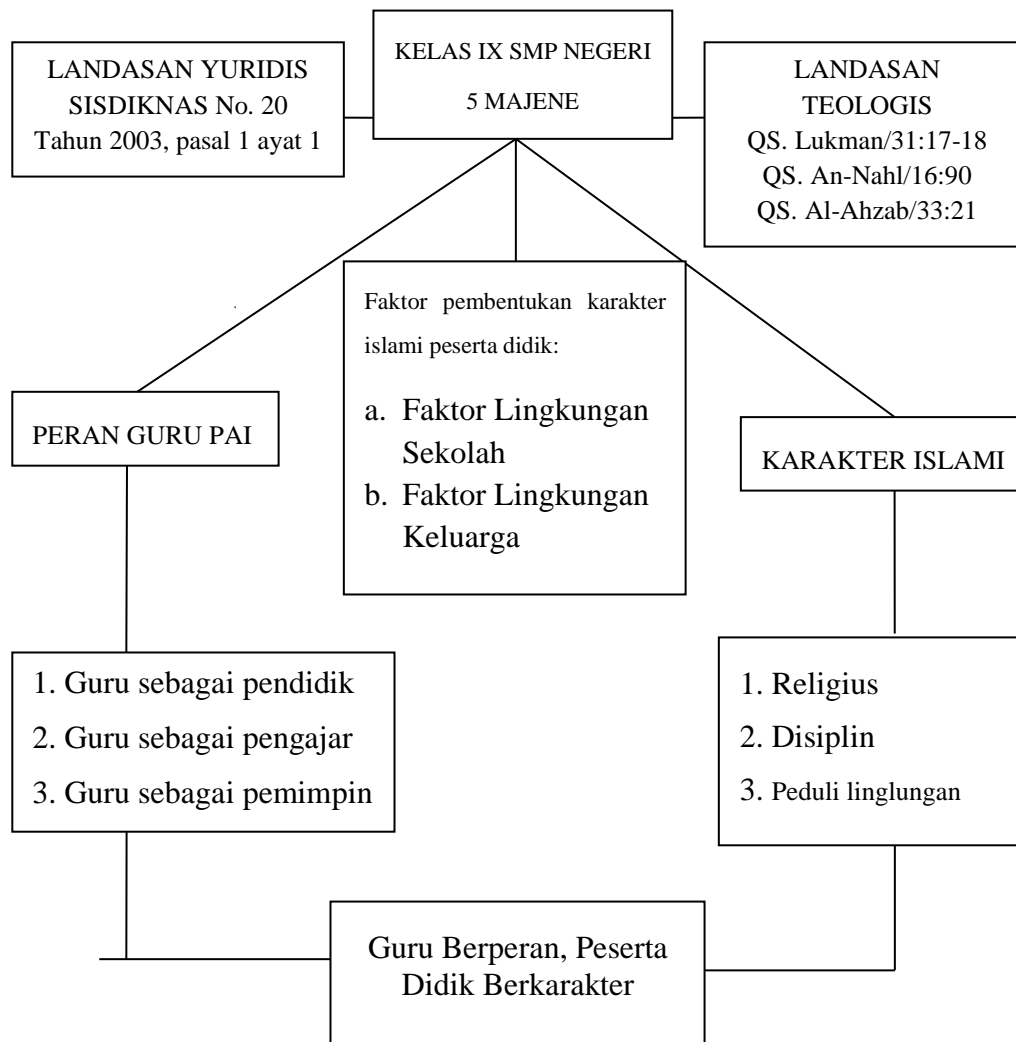 KELAS IX SMP NEGERI
5 MAJENE
LANDASAN YURIDIS
SISDIKNAS No. 20
Tahun 2003, pasal 1 ayat 1
LANDASAN
TEOLOGIS
QS. Lukman/31:17-18
QS. An-Nahl/16:90
QS. Al-Ahzab/33:21
Faktor pembentukan karakter
islami peserta didik:
a. Faktor Lingkungan
Sekolah
b. Faktor Lingkungan
Keluarga
PERAN GURU PAI
KARAKTER ISLAMI
1. Guru sebagai pendidik
2. Guru sebagai pengajar
3. Guru sebagai pemimpin
1. Religius
2. Disiplin
3. Peduli linglungan
Guru Berperan, Peserta
Didik Berkarakter